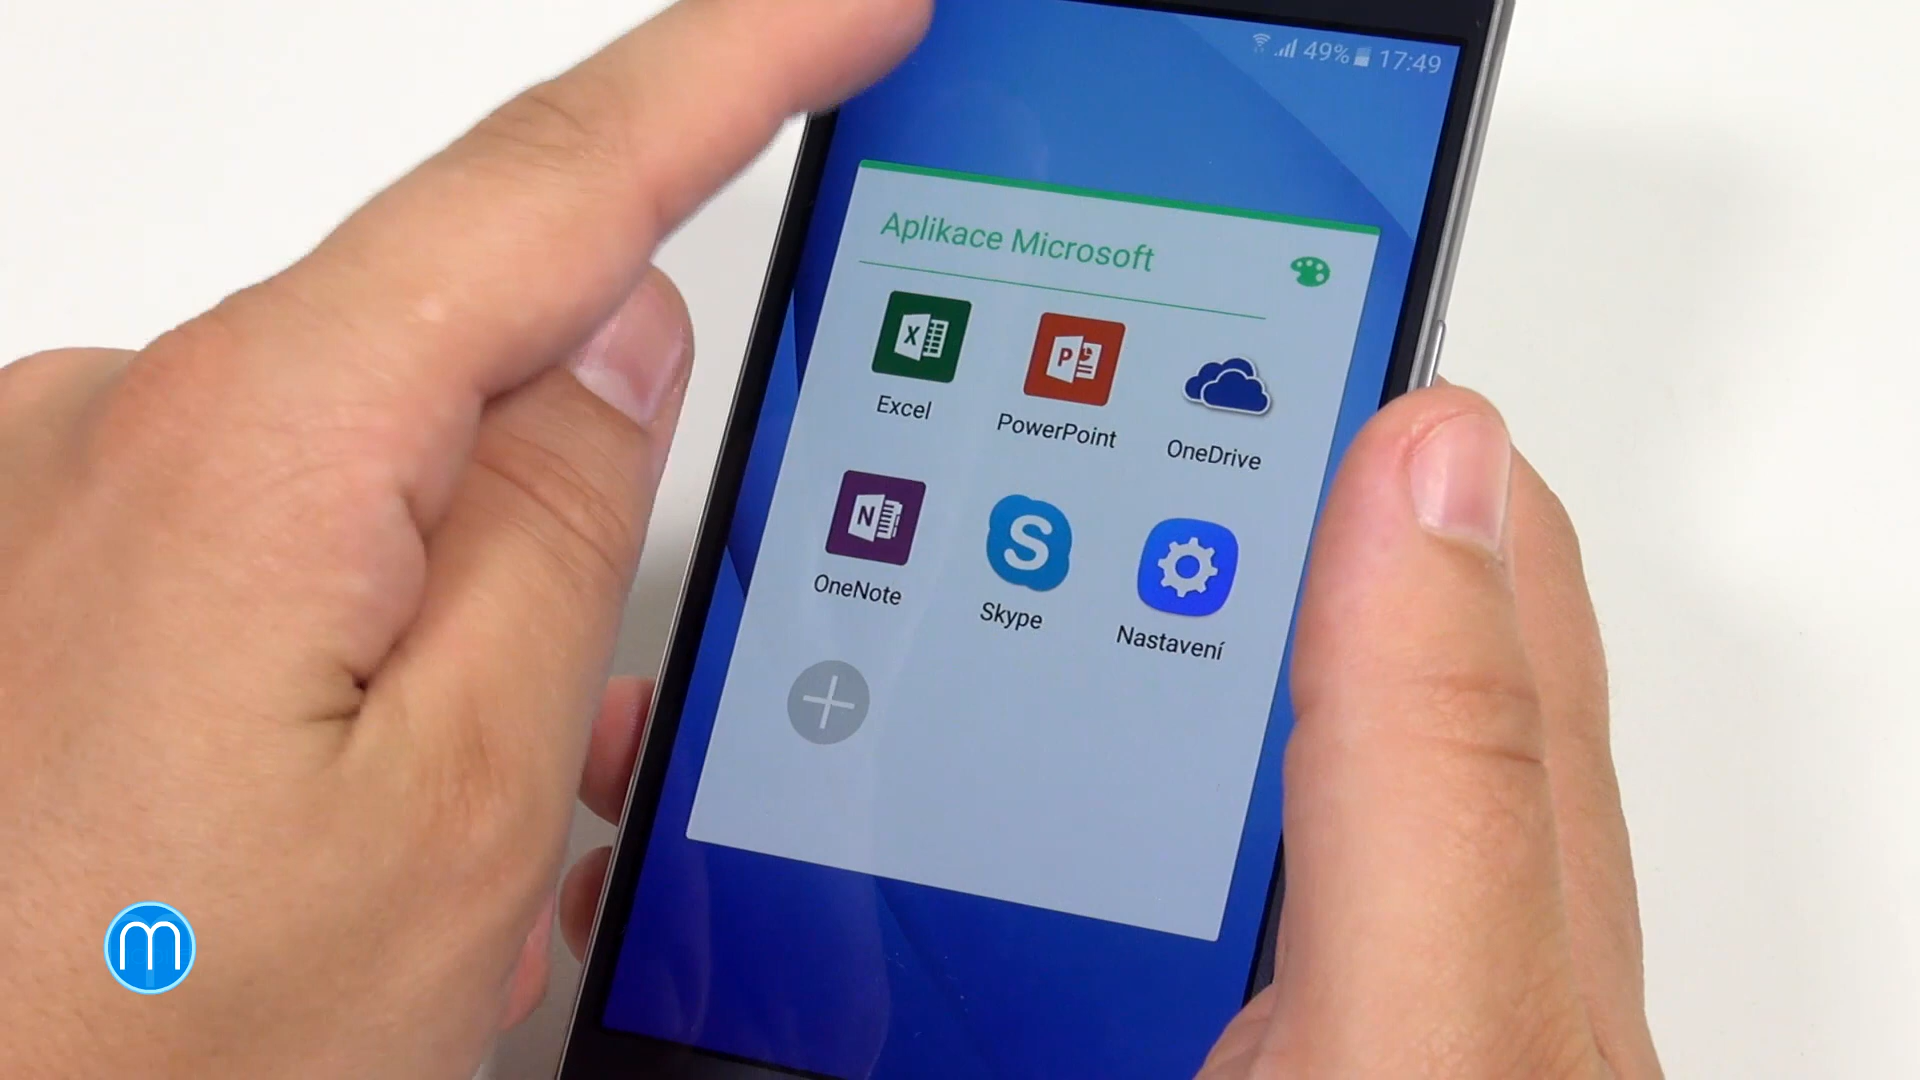 49% 17:49
Aplikace Microsoft
X
P
Excel
PowerPoint
OneDrive
N
S
OneNote
Skype
Nastavení
m